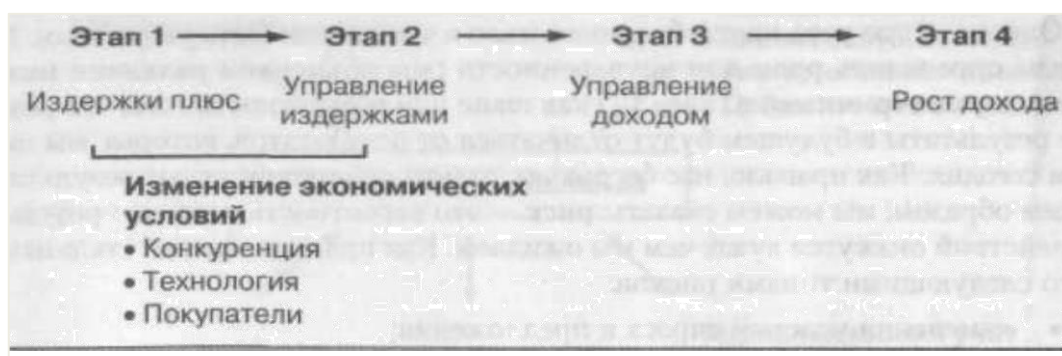 Этап 1 Этап 2 Этап 3 Этап 4
Издержки плюс
Управление
издержками
Управление
доходом
Рост дохода
Изменение экономических
условий
• Конкуренция
• Технология
• Покупатели